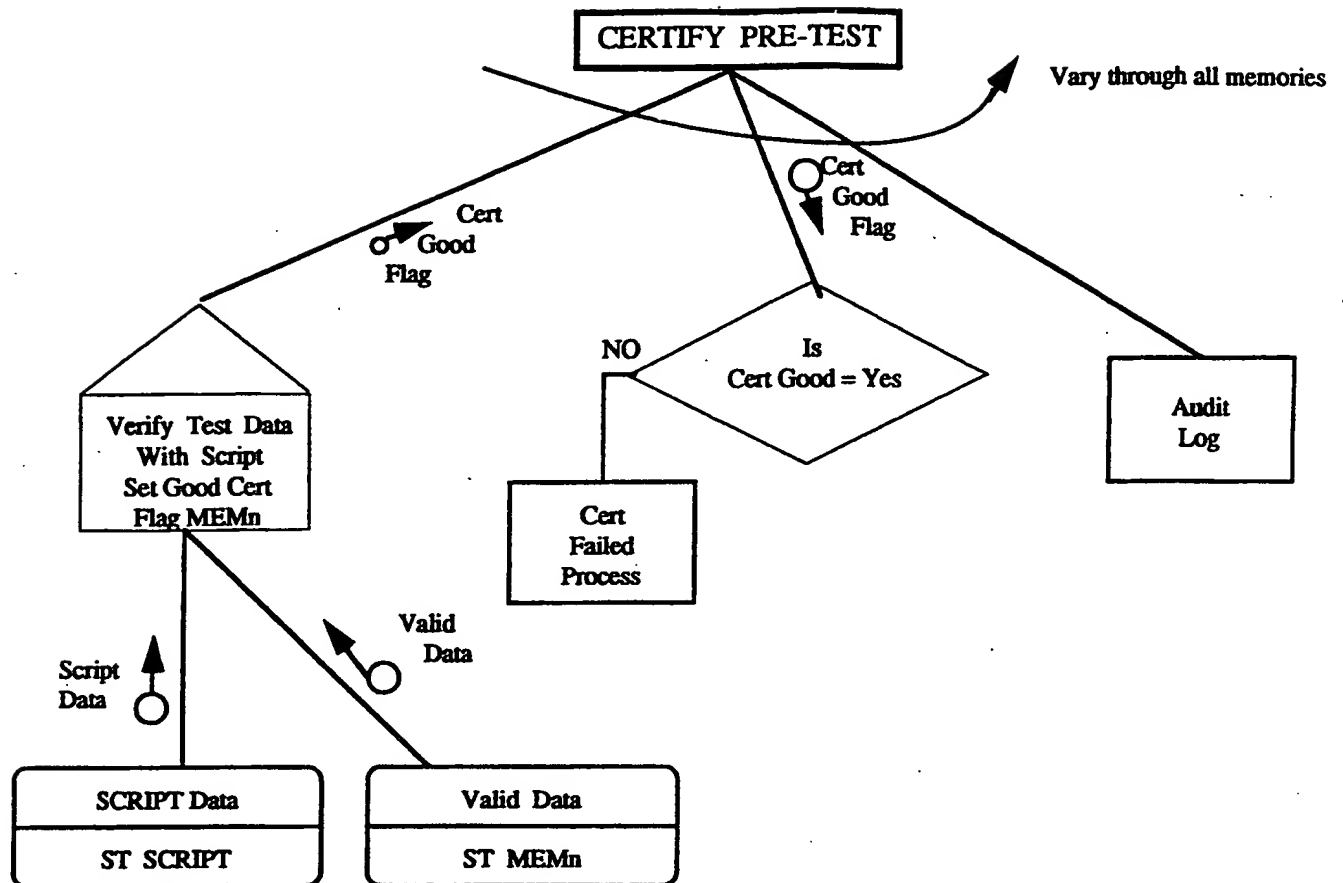 CERTIFY PRE-TEST
Vary through all memories
Cert
Good
Flag
Cert
Good
Flag
NO
Is
Cert Good = Yes
Audit
Log
Verify Test Data
With Script
Set Good Cert
Flag MEMn
Cert
Failed
Process
Script
Data
Valid
Data
SCRIPT Data
ST SCRIPT
Valid Data
ST MEMn